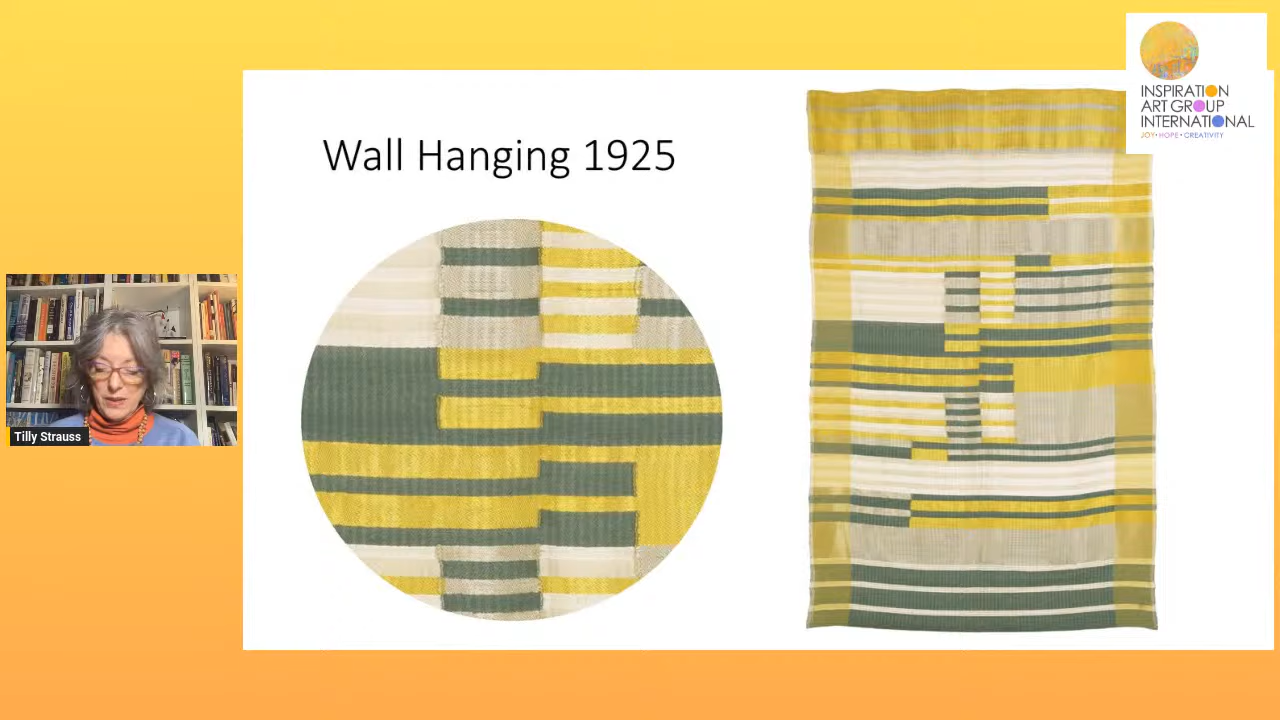 INSPIRATION
ART GROUP
INTERNATIONAL
JOY • HOPE • CREATIVITY
Wall Hanging 1925
Tilly Strauss